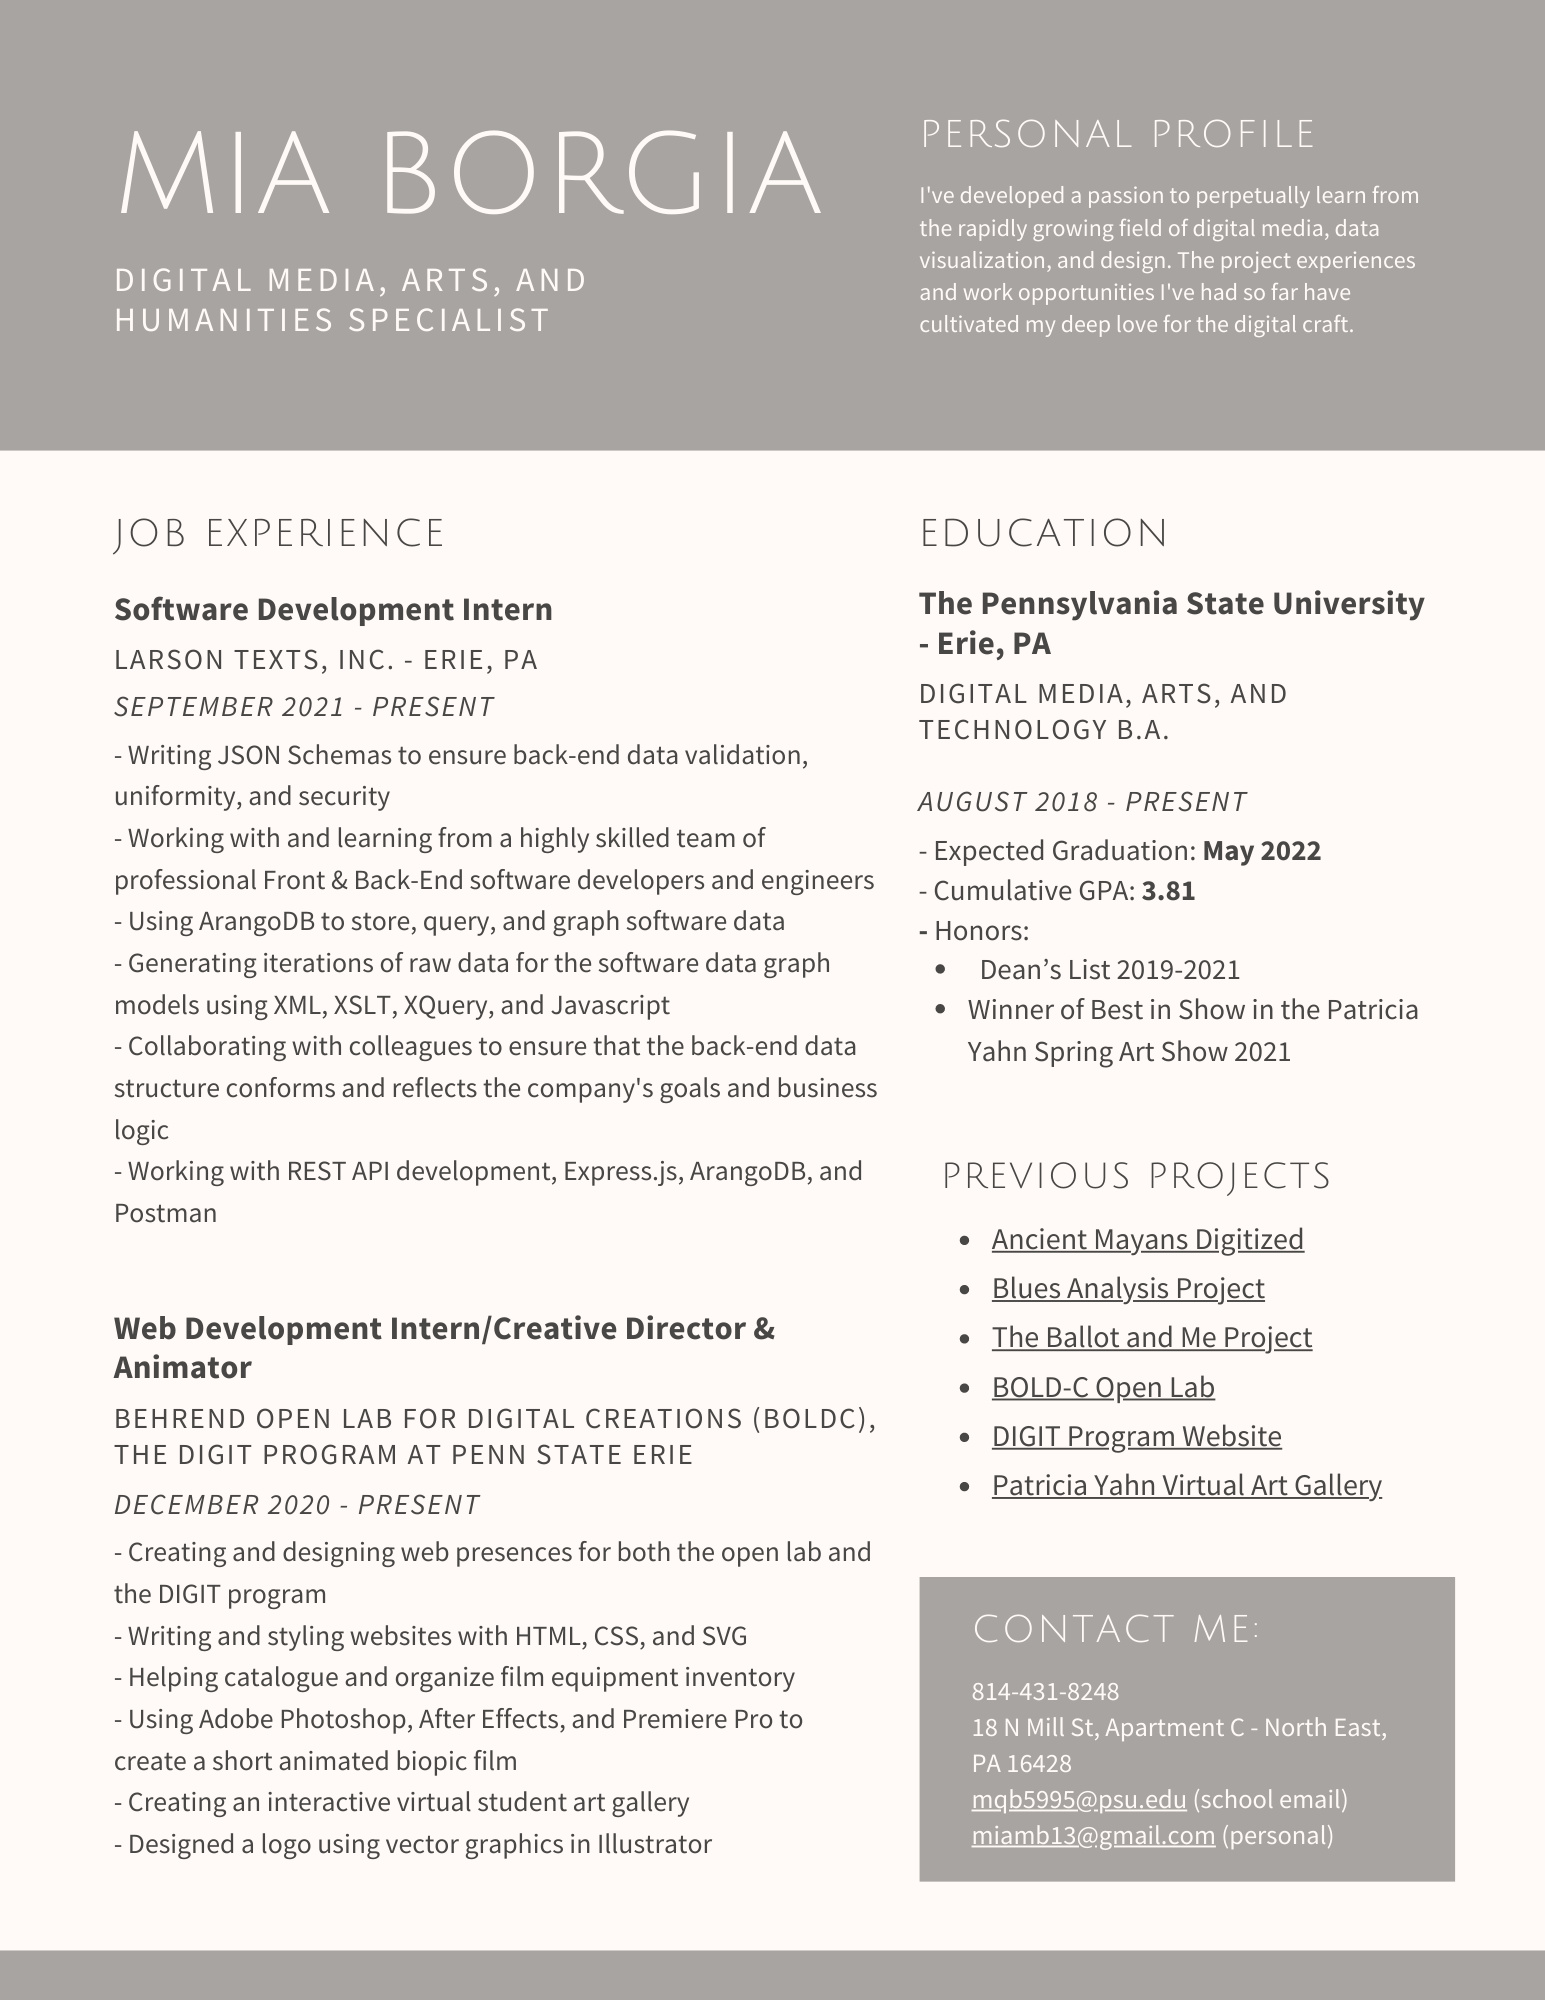 MIA BORGIA
DIGITAL MEDIA, ARTS, AND
HUMANITIES SPECIALIST
PERSONAL PROFILE
I've developed a passion to perpetually learn from
the rapidly growing field of digital media, data
visualization, and design. The project experiences
and work opportunities I've had so far have
cultivated my deep love for the digital craft.
JOB EXPERIENCE
Software Development Intern
LARSON TEXTS, INC. - ERIE, PA
SEPTEMBER 2021 - PRESENT
- Writing JSON Schemas to ensure back-end data validation,
uniformity, and security
- Working with and learning from a highly skilled team of
professional Front & Back-End software developers and engineers
- Using ArangoDB to store, query, and graph software data
- Generating iterations of raw data for the software data graph
models using XML, XSLT, XQuery, and Javascript
- Collaborating with colleagues to ensure that the back-end data
structure conforms and reflects the company's goals and business
logic
- Working with REST API development, Express.js, ArangoDB, and
Postman
Web Development Intern/Creative Director &
Animator
BEHREND OPEN LAB FOR DIGITAL CREATIONS (BOLDC),
THE DIGIT PROGRAM AT PENN STATE ERIE
DECEMBER 2020 - PRESENT
- Creating and designing web presences for both the open lab and
the DIGIT program
- Writing and styling websites with HTML, CSS, and SVG
- Helping catalogue and organize film equipment inventory
- Using Adobe Photoshop, After Effects, and Premiere Pro to
create a short animated biopic film
- Creating an interactive virtual student art gallery
- Designed a logo using vector graphics in Illustrator
EDUCATION
The Pennsylvania State University
- Erie, PA
DIGITAL MEDIA, ARTS, AND
TECHNOLOGY B.A.
AUGUST 2018 - PRESENT
- Expected Graduation: May 2022
- Cumulative GPA: 3.81
- Honors:
• Dean’s List 2019-2021
• Winner of Best in Show in the Patricia
Yahn Spring Art Show 2021
PREVIOUS PROJECTS
• Ancient Mayans Digitized
• Blues Analysis Project
• The Ballot and Me Project
• BOLD-C Open Lab
• DIGIT Program Website
• Patricia Yahn Virtual Art Gallery
CONTACT ME:
814-431-8248
18 N Mill St, Apartment C - North East,
PA 16428
mqb5995@psu.edu (school email)
miamb13@gmail.com (personal)